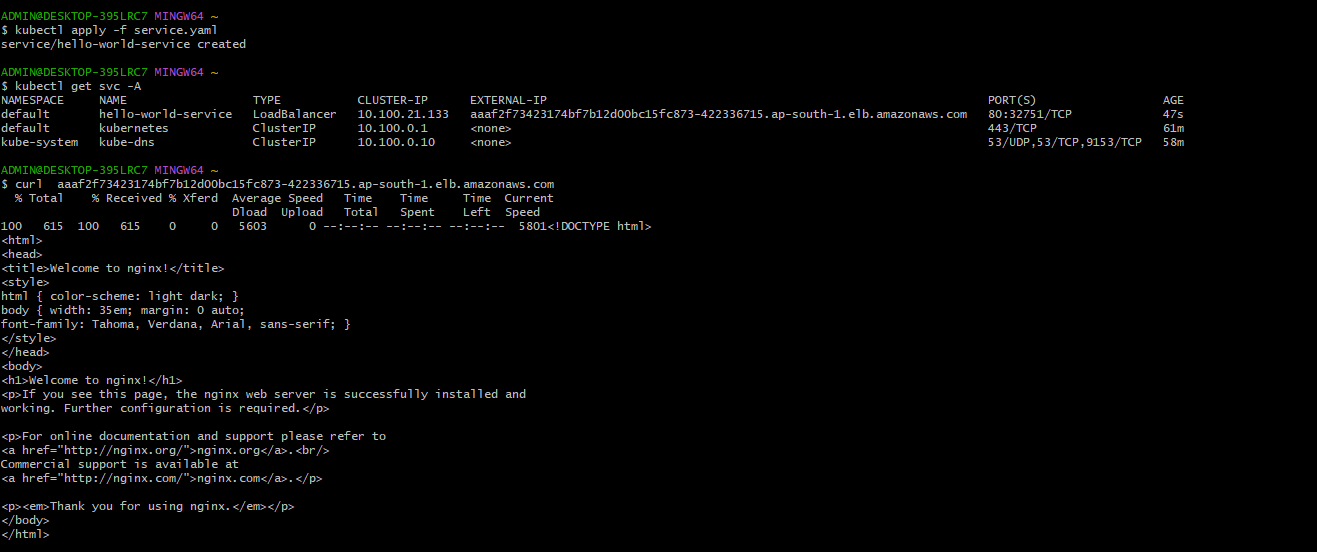 ADMIN@DESKTOP-395LRC7 MINGW64 ~
$ kubectl apply -f service.yaml
service/hello-world-service created

ADMIN@DESKTOP-395LRC7 MINGW64 ~
$ kubectl get svc -A
NAMESPACE     NAME                  TYPE           CLUSTER-IP      EXTERNAL-IP                                                               PORT(S)                  AGE
default       hello-world-service   LoadBalancer   10.100.21.133   aaaf2f73423174bf7b12d00bc15fc873-422336715.ap-south-1.elb.amazonaws.com   80:32751/TCP             47s
default       kubernetes            ClusterIP      10.100.0.1      <none>                                                                    443/TCP                  61m
kube-system   kube-dns              ClusterIP      10.100.0.10     <none>                                                                    53/UDP,53/TCP,9153/TCP   58m

ADMIN@DESKTOP-395LRC7 MINGW64 ~
$ curl  aaaf2f73423174bf7b12d00bc15fc873-422336715.ap-south-1.elb.amazonaws.com
  % Total    % Received % Xferd  Average Speed   Time    Time     Time  Current
                                 Dload  Upload   Total   Spent    Left  Speed
100   615  100   615    0     0   5603      0 --:--:-- --:--:-- --:--:--  5801<!DOCTYPE html>
<html>
<head>
<title>Welcome to nginx!</title>
<style>
html { color-scheme: light dark; }
body { width: 35em; margin: 0 auto;
font-family: Tahoma, Verdana, Arial, sans-serif; }
</style>
</head>
<body>
<h1>Welcome to nginx!</h1>
<p>If you see this page, the nginx web server is successfully installed and
working. Further configuration is required.</p>

<p>For online documentation and support please refer to
<a href="http://nginx.org/">nginx.org</a>.<br/>
Commercial support is available at
<a href="http://nginx.com/">nginx.com</a>.</p>

<p><em>Thank you for using nginx.</em></p>
</body>
</html>